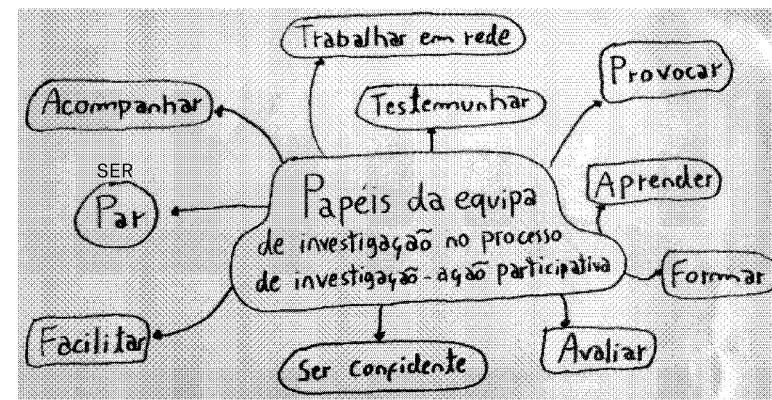 Trabalhar em rede
Provocar
Acompanhar
Testemunhar
SER
Par
Papéis da equipa
de investigação no processo
de investigação-ação participativa
Aprender
Formar
Facilitar
Ser confidente
Avaliar